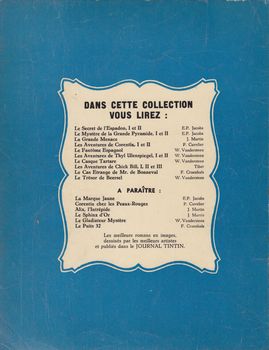 DANS CETTE COLLECTION
VOUS LIREZ :
Le Secret de l'Espadon, I et II E.P. Jacobs
Le Mystère de la Grande Pyramide, I et II E.P. Jacobs
La Grande Menace J. Martin
Les Aventures de Corentin, I et II P. Cuvelier
Le Fantôme Espagnol W. Vandersteen
Les Aventures de Thyl Ulenspiegel, I et II W. Vandersteen
Le Casque Tartare W. Vandersteen
Les Aventures de Chick Bill, I, II et III Tibet
Le Cas Etrange de Mr. de Bonneval F. Craenhals
Le Trésor de Beersel W. Vandersteen
A PARAÎTRE :
La Marque Jaune E.P. Jacobs
Corentin chez les Peaux-Rouges P. Cuvelier
Alix, l'Intrépide J. Martin
Le Sphinx d'Or J. Martin
Le Gladiateur Mystère W. Vandersteen
Le Puits 32 F. Craenhals
Les meilleurs romans en images,
dessinés par les meilleurs artistes
et publiés dans le JOURNAL TINTIN.